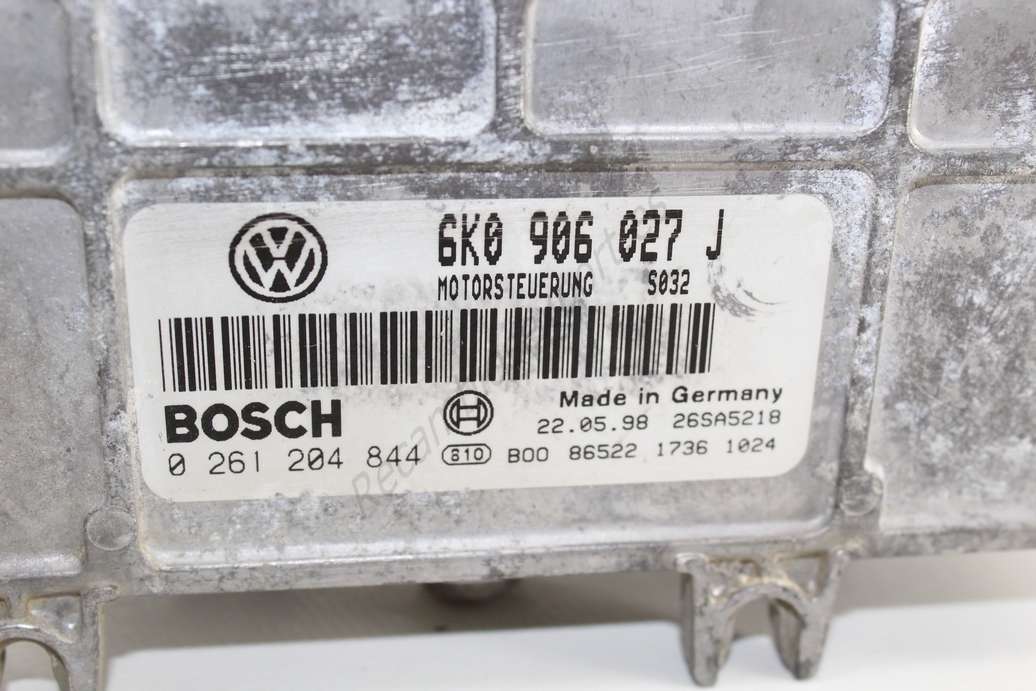 6K0 906 027 J
MOTORSTEUERUNG S032
BOSCH
Made in Germany
22.05.98 26SA5218
0 261 204 844 810 B00 86522 1736 1024